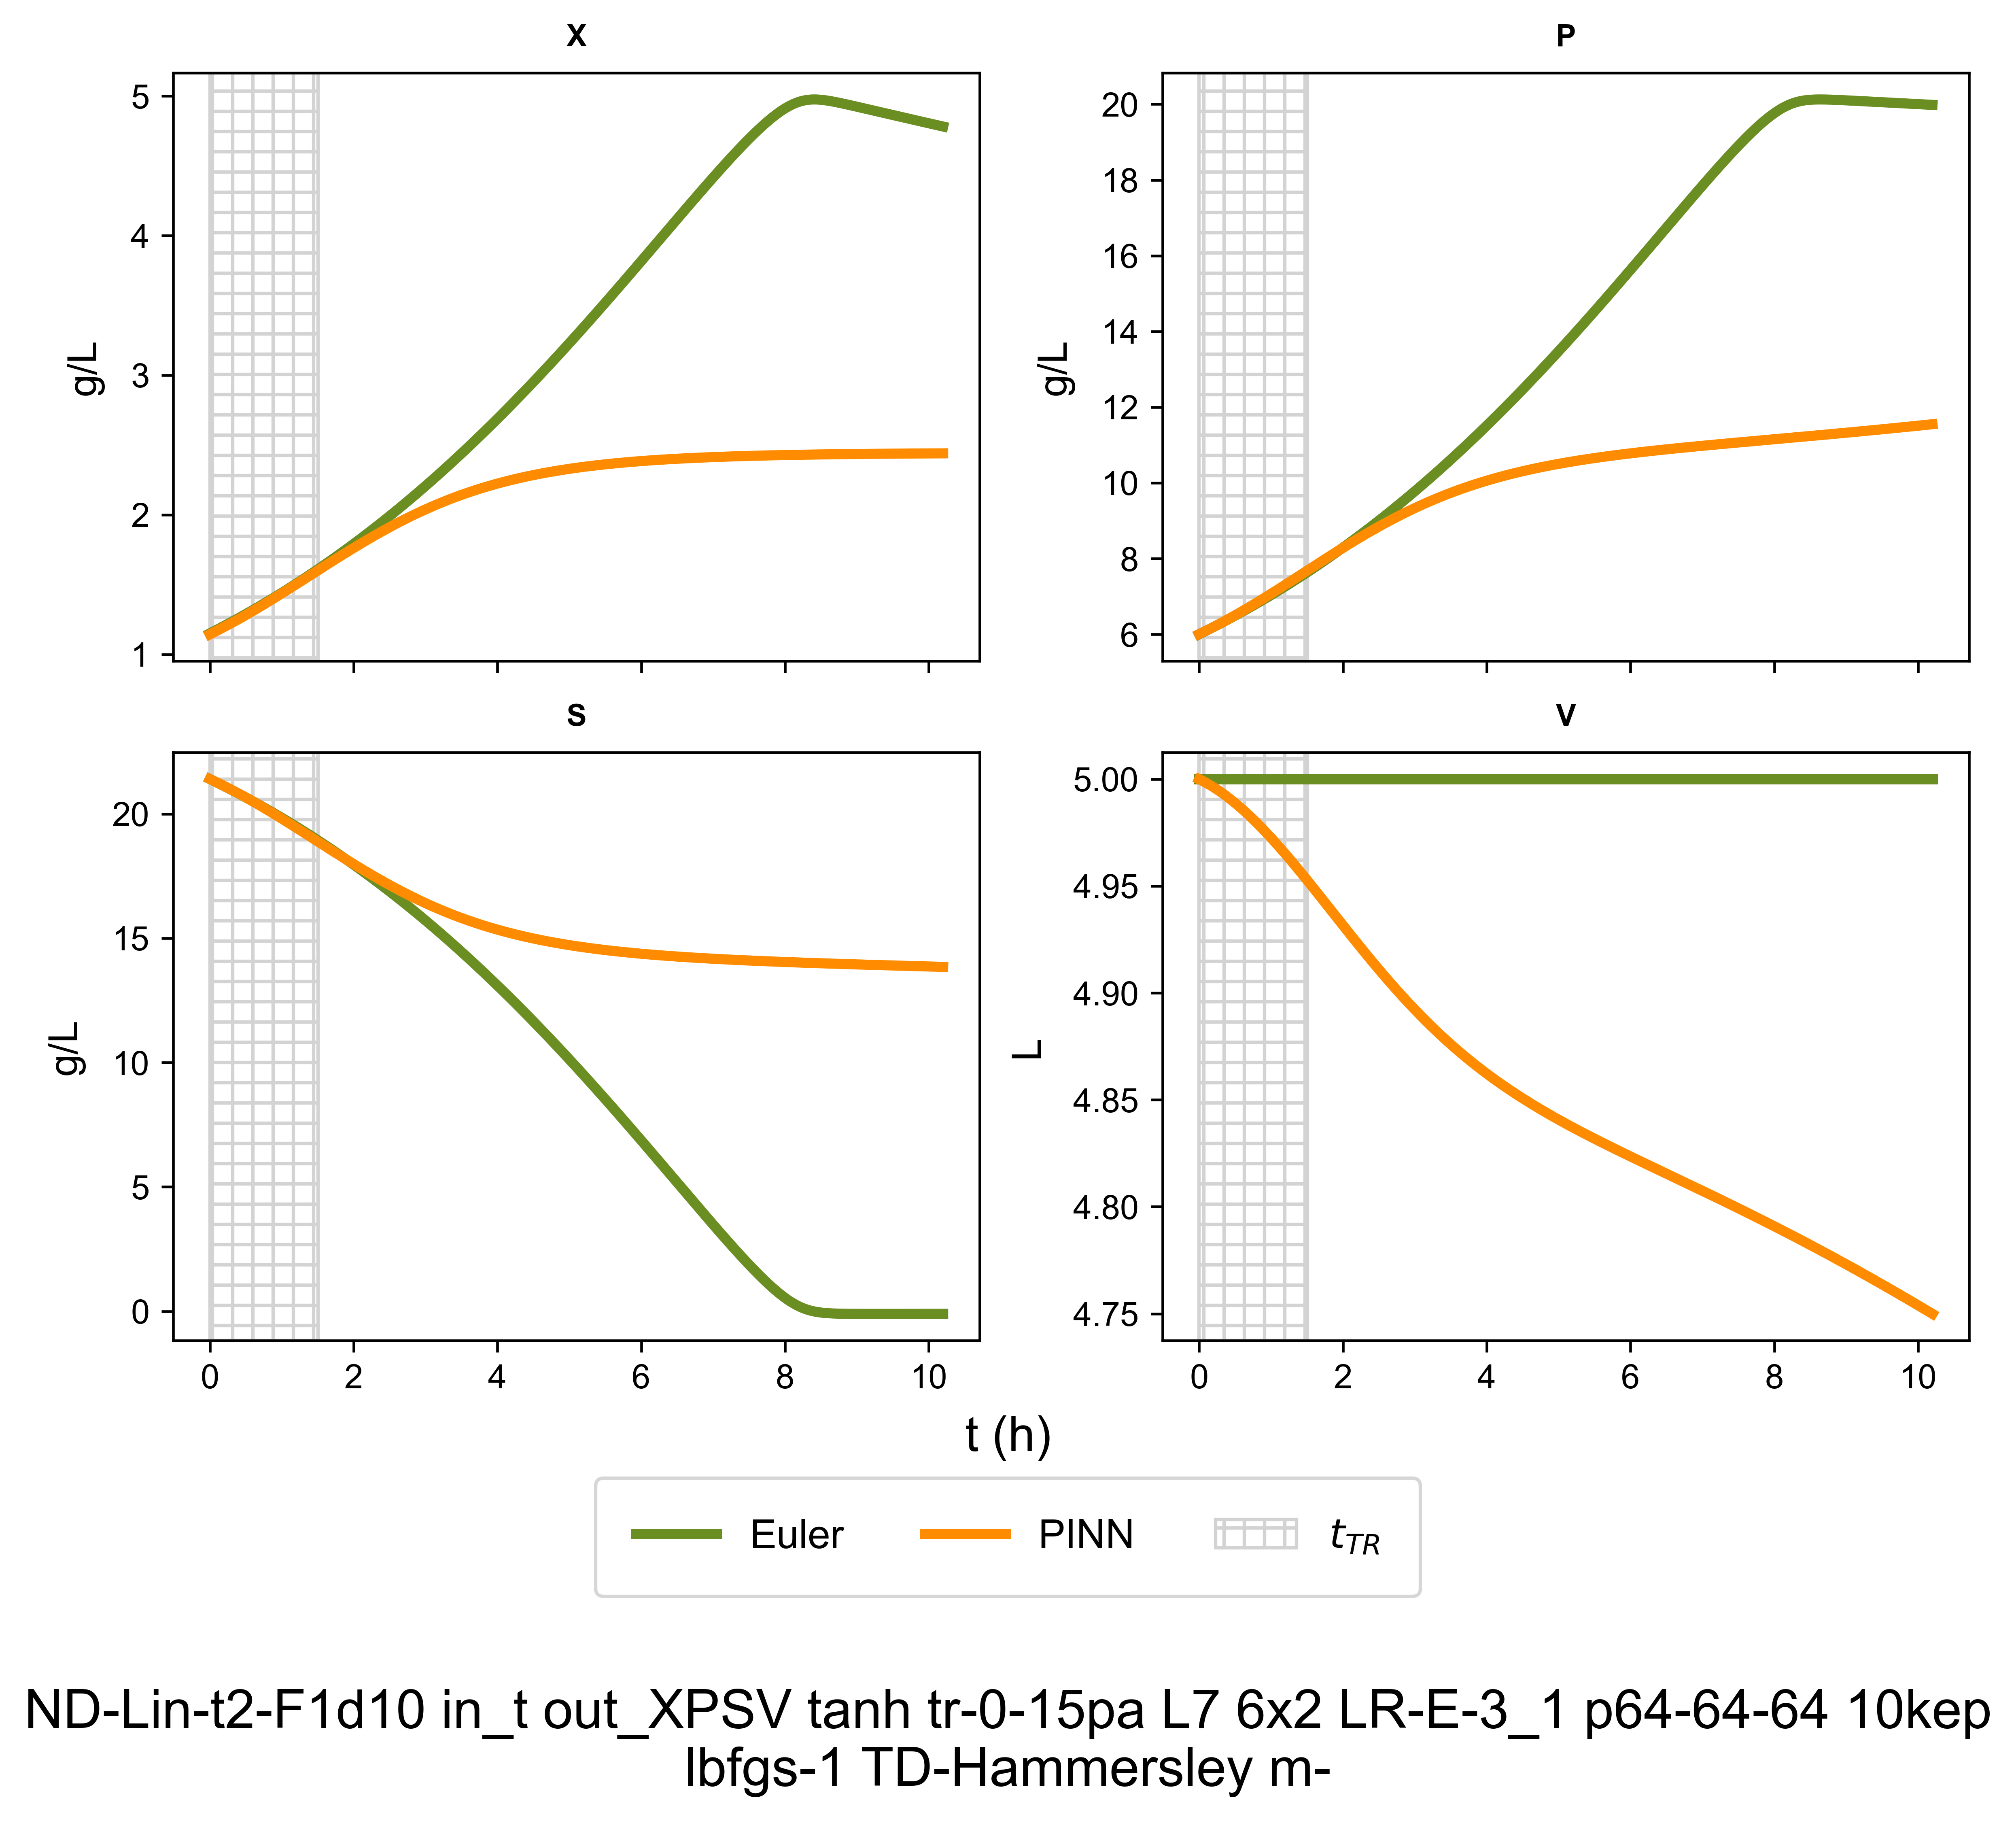 X
5
4
3
2
1
g/L
P
20
18
16
14
12
10
8
6
g/L
S
20
15
10
5
0
g/L
0 2 4 6 8 10
V
5.00
4.95
4.90
4.85
4.80
4.75
L
0 2 4 6 8 10
t (h)
Euler PINN t_TR
ND-Lin-t2-F1d10 in_t out_XPSV tanh tr-0-15pa L7 6x2 LR-E-3_1 p64-64-64 10kep
lbfgs-1 TD-Hammersley m-